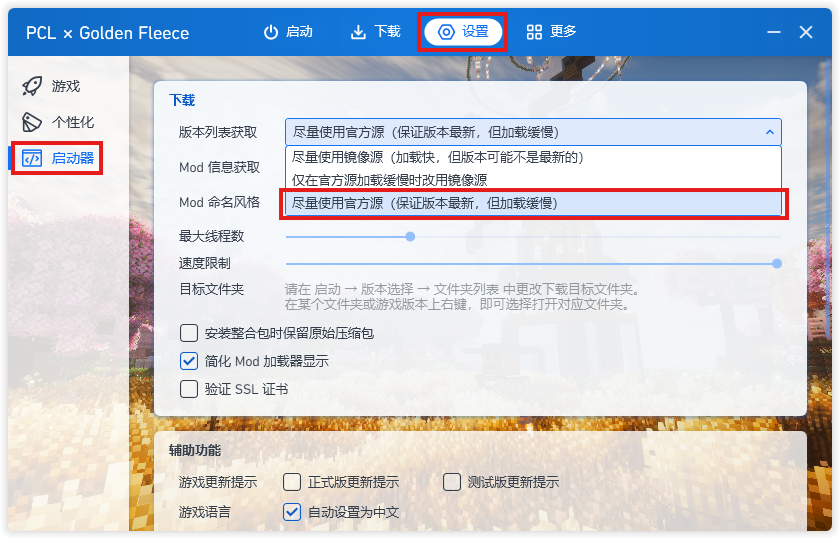 PCL × Golden Fleece
启动
下载
设置
更多
游戏
个性化
启动器
下载
版本列表获取
尽量使用官方源（保证版本最新，但加载缓慢）
尽量使用镜像源（加载快，但版本可能不是最新的）
Mod 信息获取
仅在官方源加载缓慢时改用镜像源
Mod 命名风格
尽量使用官方源（保证版本最新，但加载缓慢）
最大线程数
速度限制
目标文件夹
请在 启动 → 版本选择 → 文件夹列表 中更改下载目标文件夹。
在某个文件夹或游戏版本上右键，即可选择打开对应文件夹。
安装整合包时保留原始压缩包
简化 Mod 加载器显示
验证 SSL 证书
辅助功能
游戏更新提示
正式版更新提示
测试版更新提示
游戏语言
自动设置为中文